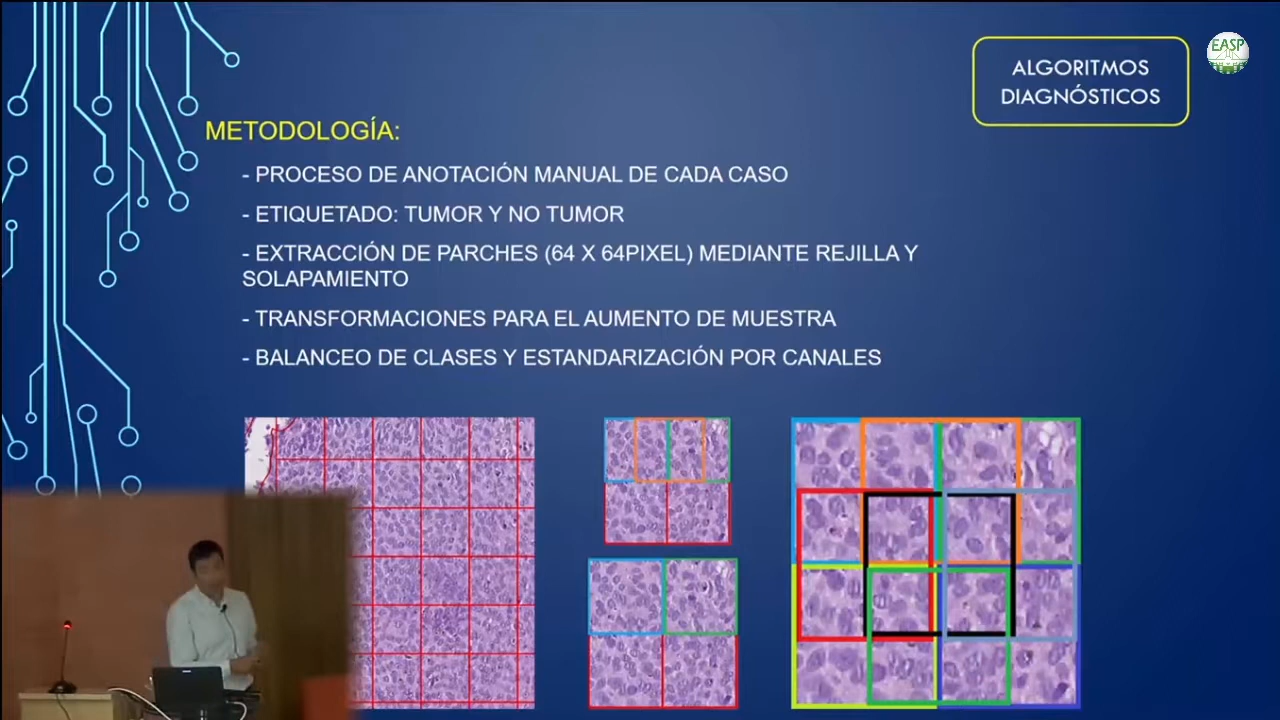 EASP
ALGORITMOS
DIAGNÓSTICOS
METODOLOGÍA:
- PROCESO DE ANOTACIÓN MANUAL DE CADA CASO
- ETIQUETADO: TUMOR Y NO TUMOR
- EXTRACCIÓN DE PARCHES (64 X 64PIXEL) MEDIANTE REJILLA Y
SOLAPAMIENTO
- TRANSFORMACIONES PARA EL AUMENTO DE MUESTRA
- BALANCEO DE CLASES Y ESTANDARIZACIÓN POR CANALES